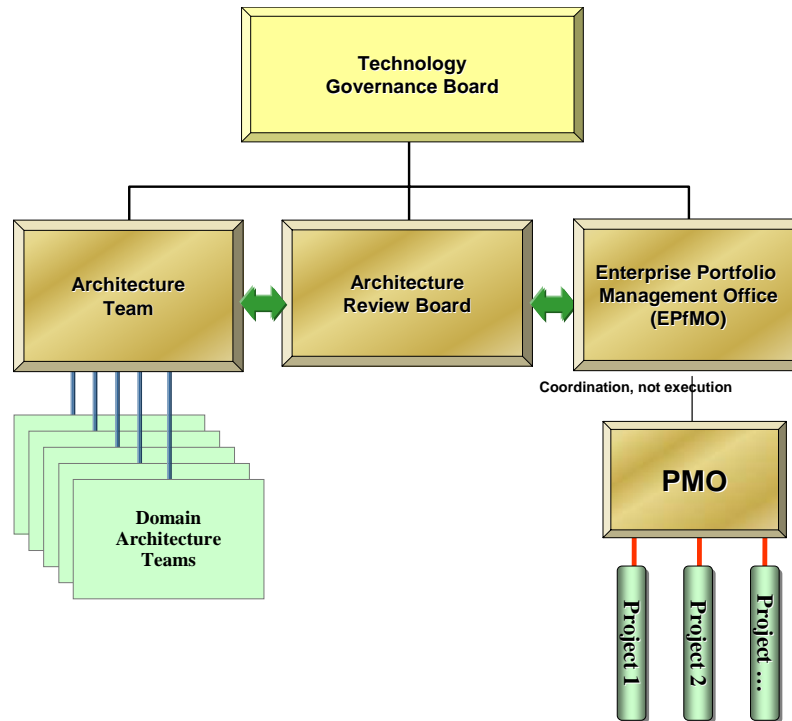 Technology
Governance Board
Architecture
Team
Architecture
Review Board
Enterprise Portfolio
Management Office
(EPfMO)
Coordination, not execution
PMO
Domain
Architecture
Teams
Project 1
Project 2
Project ...